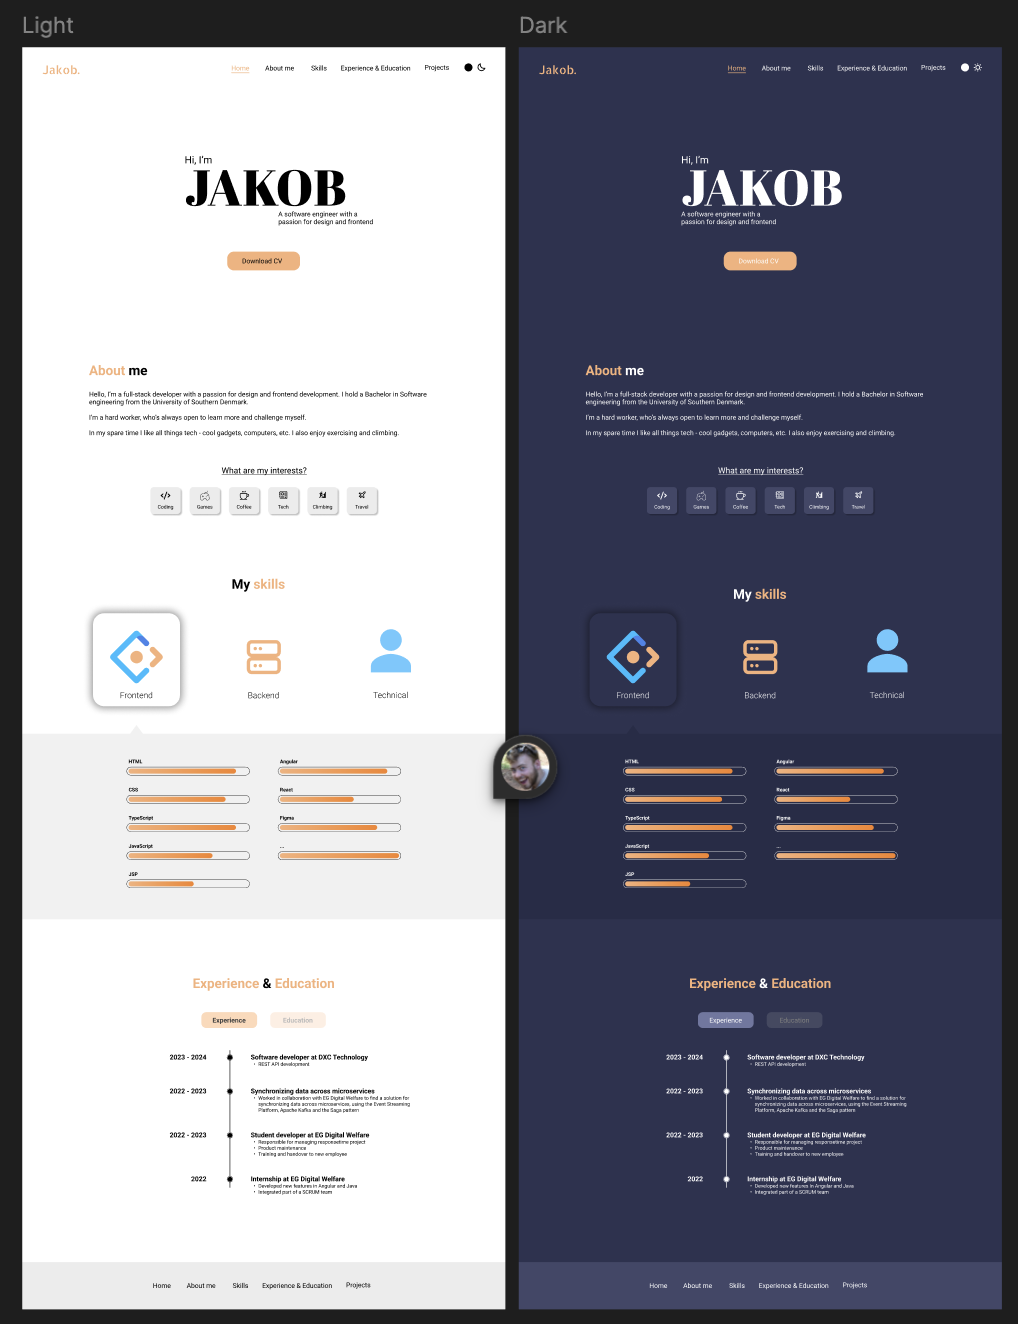 Light
Jakob.
Home
About me
Skills
Experience & Education
Projects
Hi, I'm
JAKOB
A software engineer with a
passion for design and frontend
Download CV
About me
Hello, I'm a full-stack developer with a passion for design and frontend development. I hold a Bachelor in Software
engineering from the University of Southern Denmark.
I'm a hard worker, who's always open to learn more and challenge myself.
In my spare time I like all things tech - cool gadgets, computers, etc. I also enjoy exercising and climbing.
What are my interests?
Coding
Games
Coffee
Tech
Climbing
Travel
My skills
Frontend
Backend
Technical
HTML
Angular
CSS
React
TypeScript
Figma
JavaScript
...
JSP
Experience & Education
Experience
Education
2023 - 2024
Software developer at DXC Technology
• REST API development
2022 - 2023
Synchronizing data across microservices
• Worked in collaboration with EG Digital Welfare to find a solution for
synchronizing data across microservices, using the Event Streaming
Platform, Apache Kafka and the Saga pattern
2022 - 2023
Student developer at EG Digital Welfare
• Responsible for managing responsetime project
• Product maintenance
• Training and handover to new employee
2022
Internship at EG Digital Welfare
• Developed new features in Angular and Java
• Integrated part of a SCRUM team
Home
About me
Skills
Experience & Education
Projects
Dark
Jakob.
Home
About me
Skills
Experience & Education
Projects
Hi, I'm
JAKOB
A software engineer with a
passion for design and frontend
Download CV
About me
Hello, I'm a full-stack developer with a passion for design and frontend development. I hold a Bachelor in Software
engineering from the University of Southern Denmark.
I'm a hard worker, who's always open to learn more and challenge myself.
In my spare time I like all things tech - cool gadgets, computers, etc. I also enjoy exercising and climbing.
What are my interests?
Coding
Games
Coffee
Tech
Climbing
Travel
My skills
Frontend
Backend
Technical
HTML
Angular
CSS
React
TypeScript
Figma
JavaScript
...
JSP
Experience & Education
Experience
Education
2023 - 2024
Software developer at DXC Technology
• REST API development
2022 - 2023
Synchronizing data across microservices
• Worked in collaboration with EG Digital Welfare to find a solution for
synchronizing data across microservices, using the Event Streaming
Platform, Apache Kafka and the Saga pattern
2022 - 2023
Student developer at EG Digital Welfare
• Responsible for managing responsetime project
• Product maintenance
• Training and handover to new employee
2022
Internship at EG Digital Welfare
• Developed new features in Angular and Java
• Integrated part of a SCRUM team
Home
About me
Skills
Experience & Education
Projects